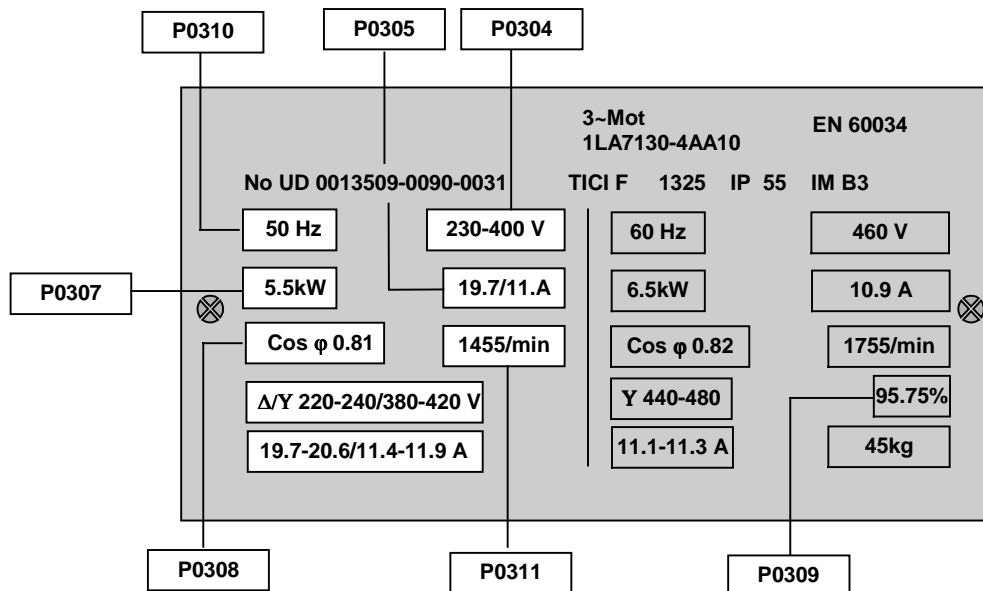 P0310 P0305 P0304
3~Mot EN 60034
1LA7130-4AA10
No UD 0013509-0090-0031 TICI F 1325 IP 55 IM B3
50 Hz 230-400 V 60 Hz 460 V
P0307 5.5kW 19.7/11.A 6.5kW 10.9 A
Cos φ 0.81 1455/min Cos φ 0.82 1755/min
Δ/Y 220-240/380-420 V Y 440-480 95.75%
19.7-20.6/11.4-11.9 A 11.1-11.3 A 45kg
P0308 P0311 P0309